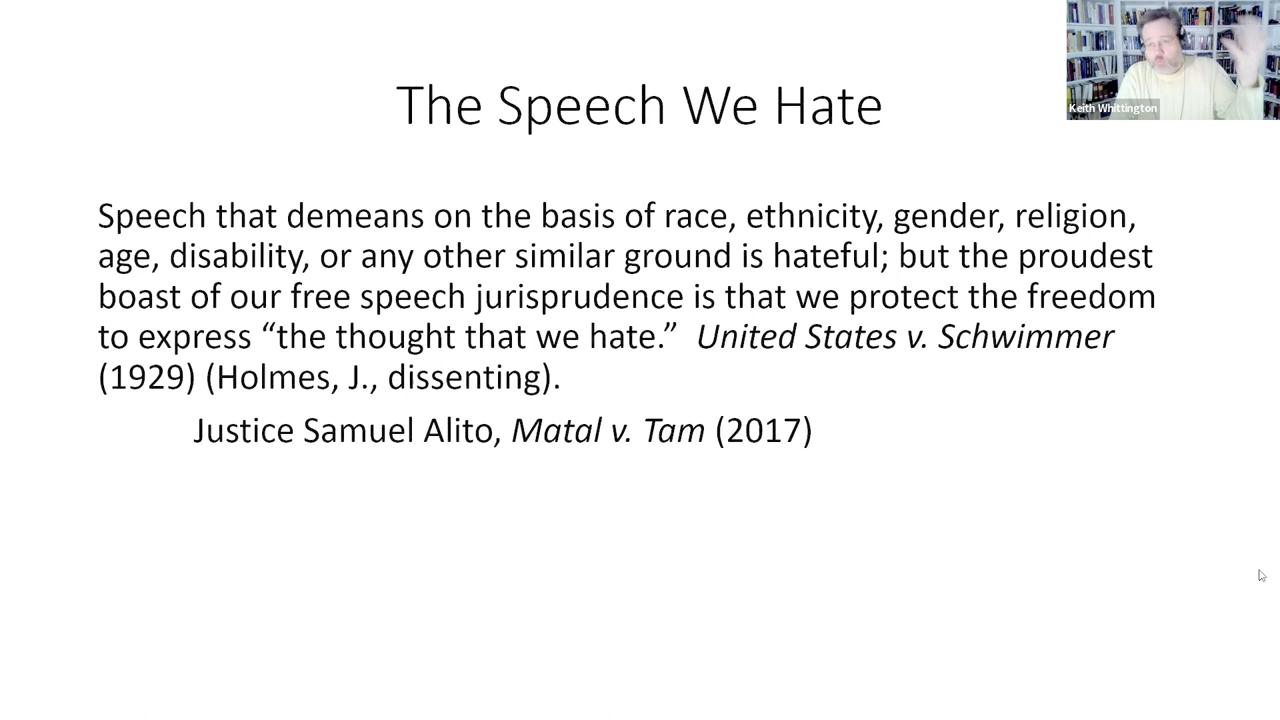 Keith Whittington
The Speech We Hate
Speech that demeans on the basis of race, ethnicity, gender, religion,
age, disability, or any other similar ground is hateful; but the proudest
boast of our free speech jurisprudence is that we protect the freedom
to express “the thought that we hate.”  United States v. Schwimmer
(1929) (Holmes, J., dissenting).
Justice Samuel Alito, Matal v. Tam (2017)